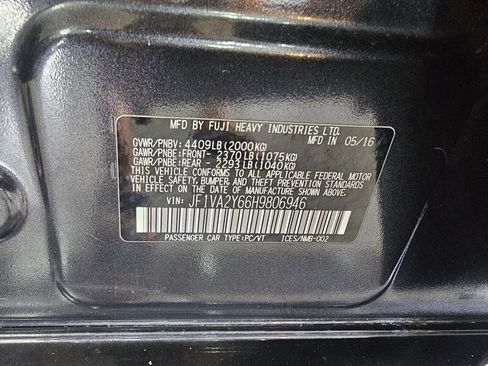 MFD BY FUJI HEAVY INDUSTRIES LTD.
MFD IN 05/16
GVWR/PNBV: 4409LB(2000KG)
GAWR/PNBE:FRONT- 2370LB(1075KG)
GAWR/PNBE:REAR - 2293LB(1040KG)
THIS VEHICLE CONFORMS TO ALL APPLICABLE FEDERAL MOTOR
VEHICLE SAFETY, BUMPER, AND THEFT PREVENTION STANDARDS
IN EFFECT ON THE DATE OF MANUFACTURE SHOWN ABOVE.
VIN: JF1VA2Y66H9806946
PASSENGER CAR TYPE:PC/VT ICES/NMB-002